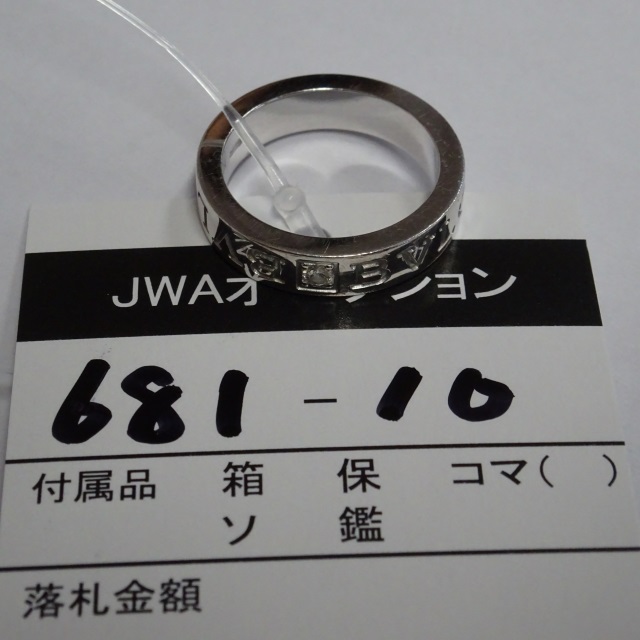 JWAオ ション
681-10
付属品 箱 保 コマ( )
ソ 鑑
落札金額